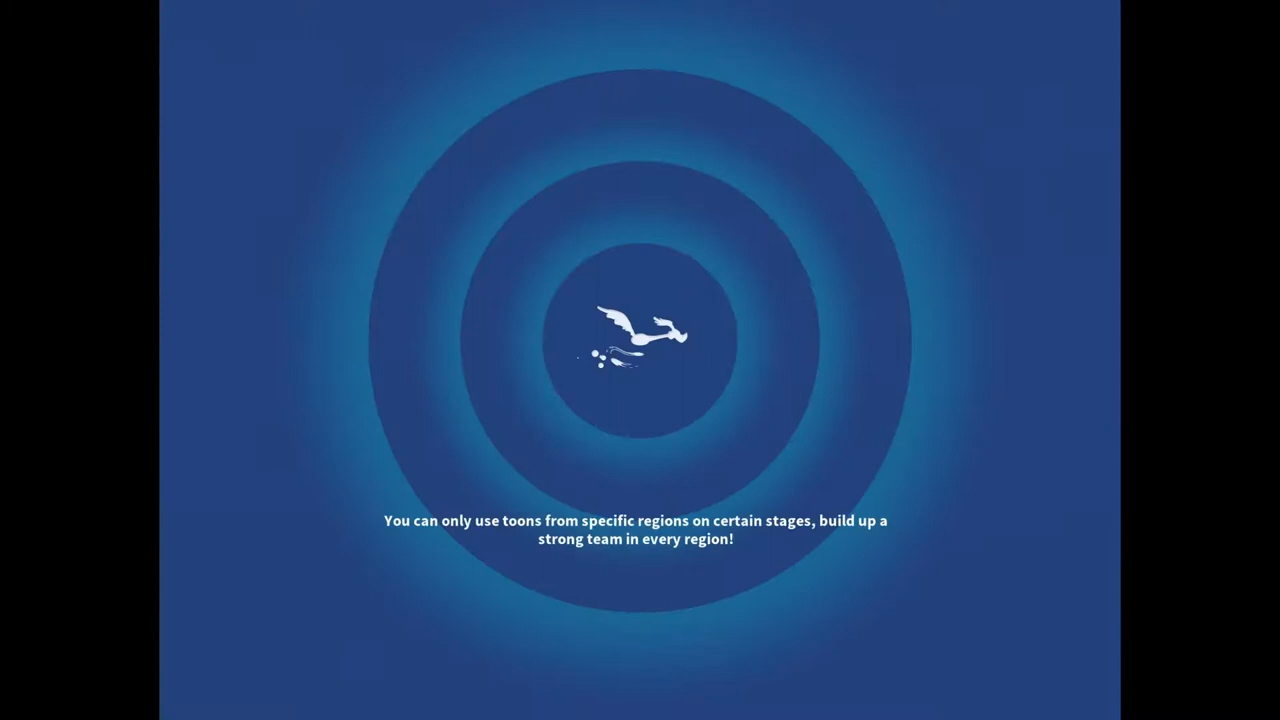 You can only use toons from specific regions on certain stages, build up a
strong team in every region!